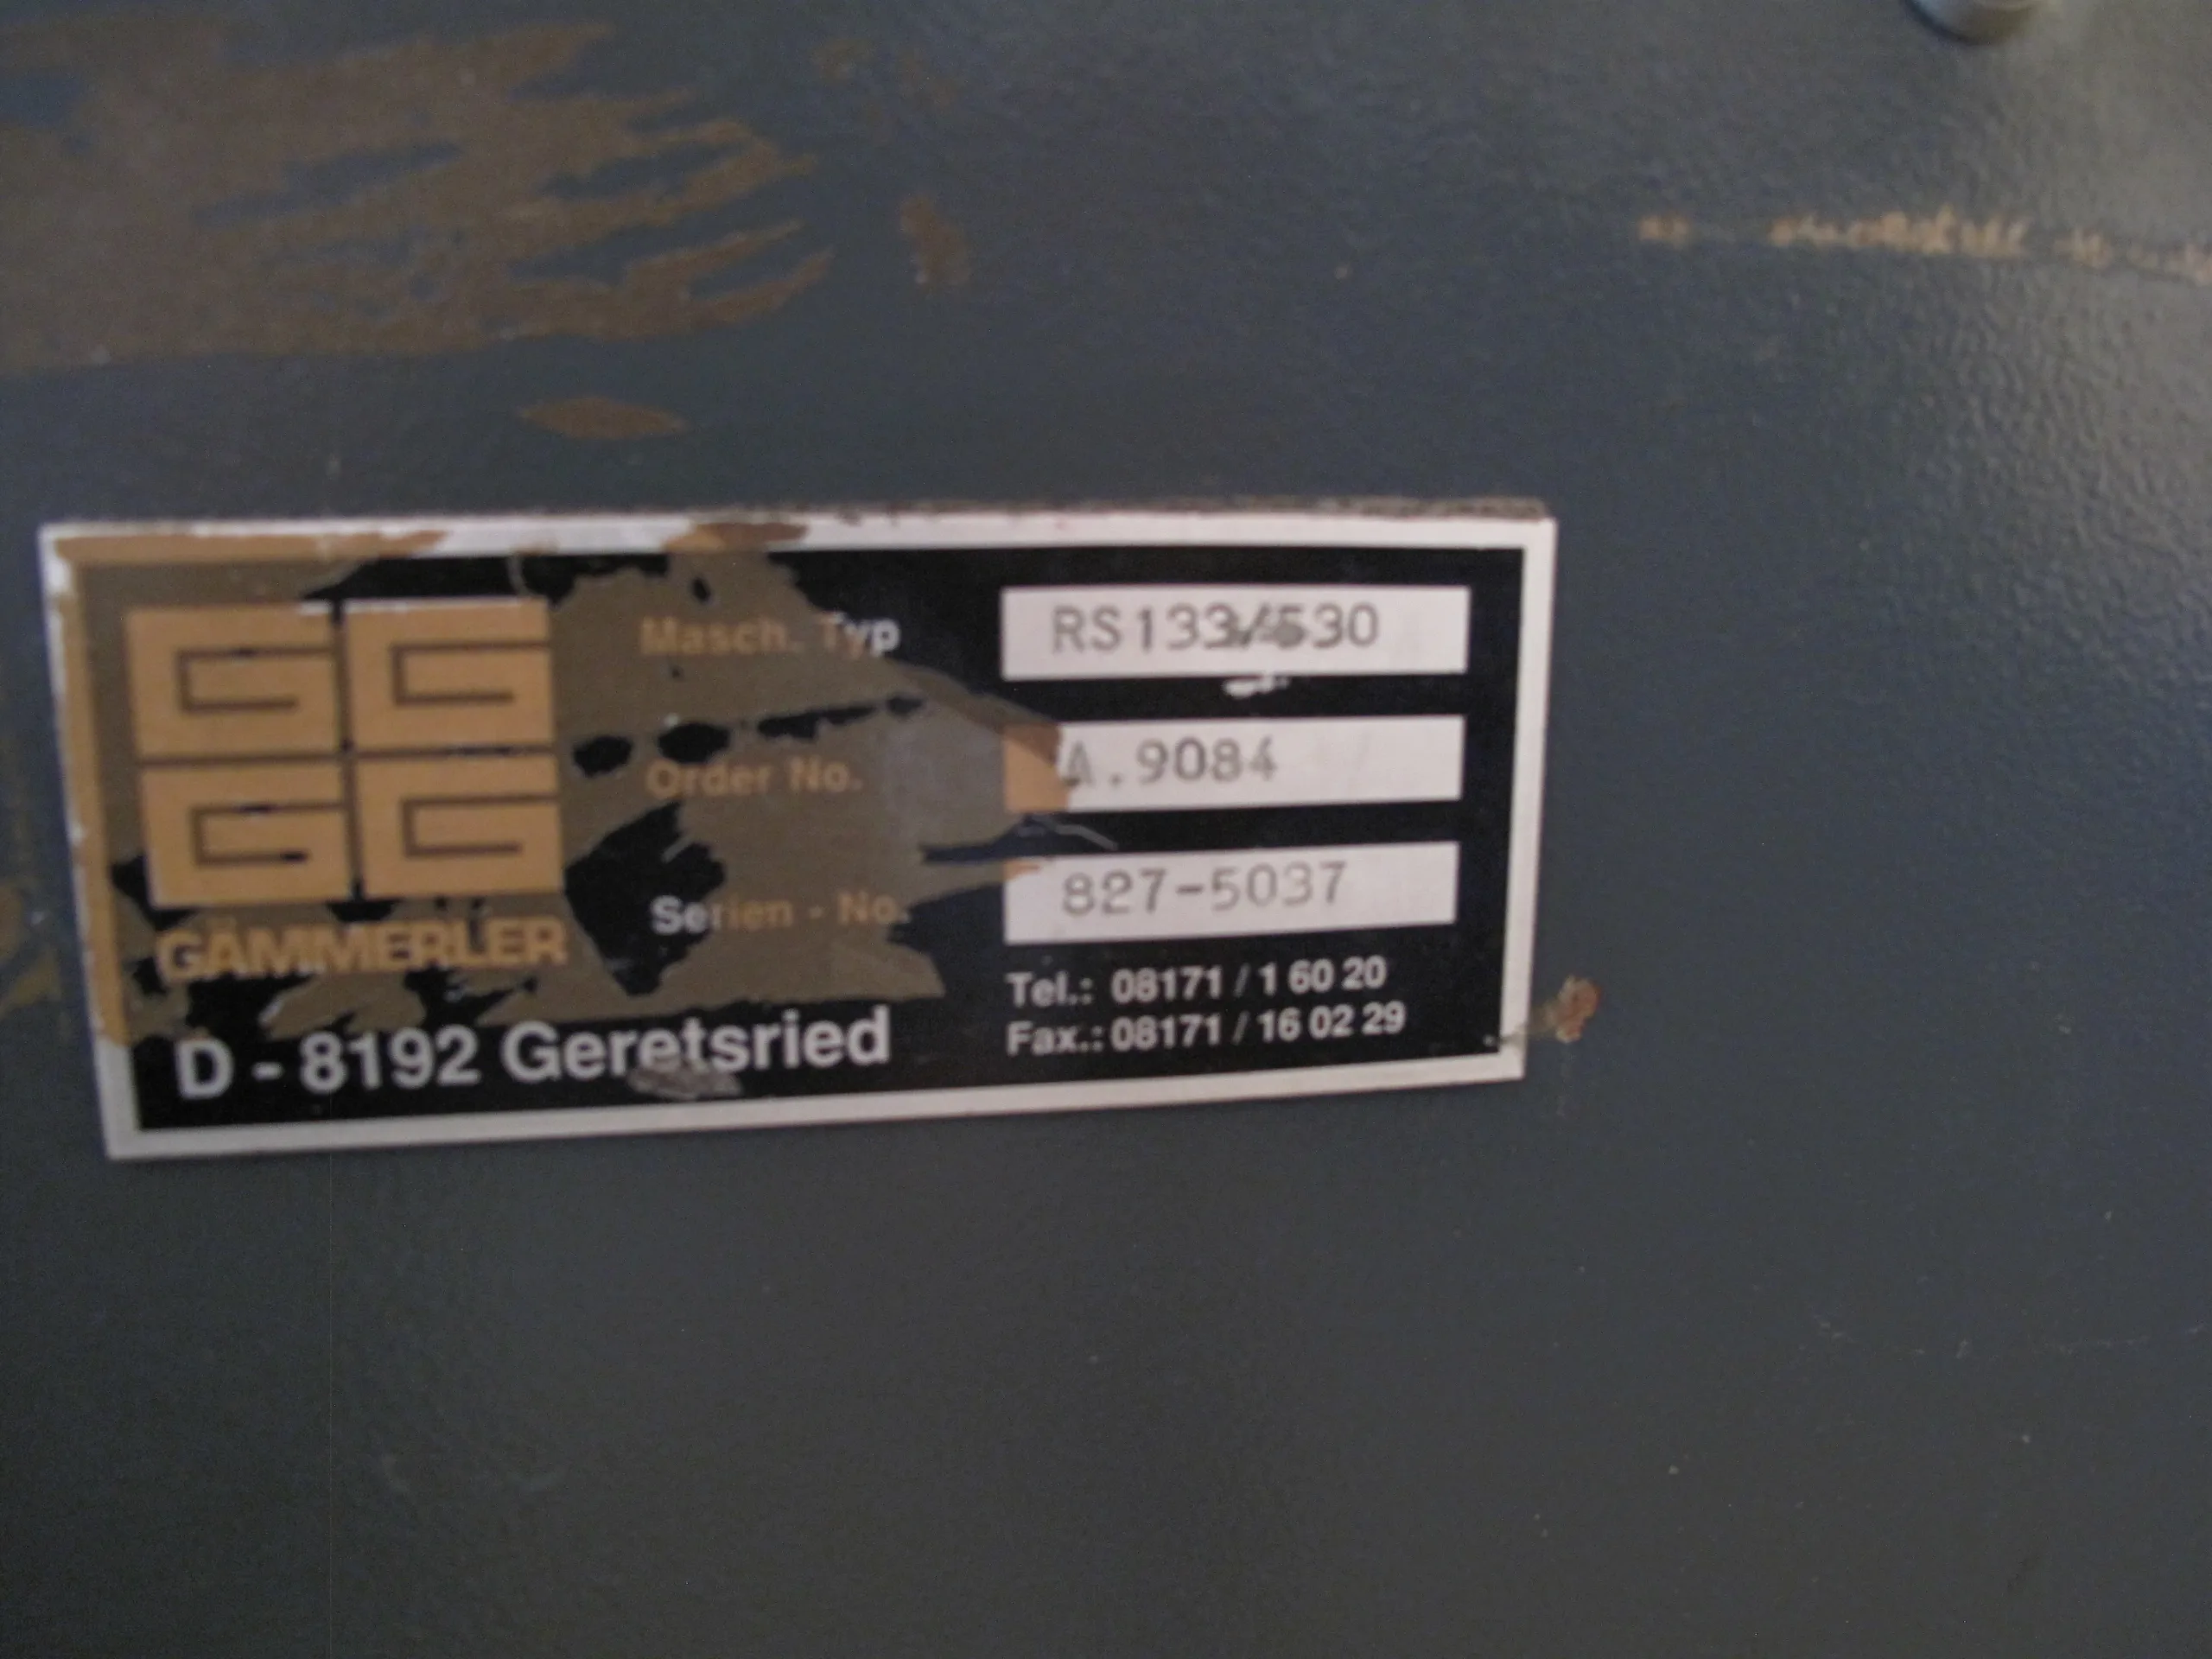 Masch. Typ RS133/530
Order No. A.9084
Serien - No. 827-5037
GÄMMERLER
D - 8192 Geretsried
Tel.: 08171 / 1 60 20
Fax.: 08171 / 16 02 29